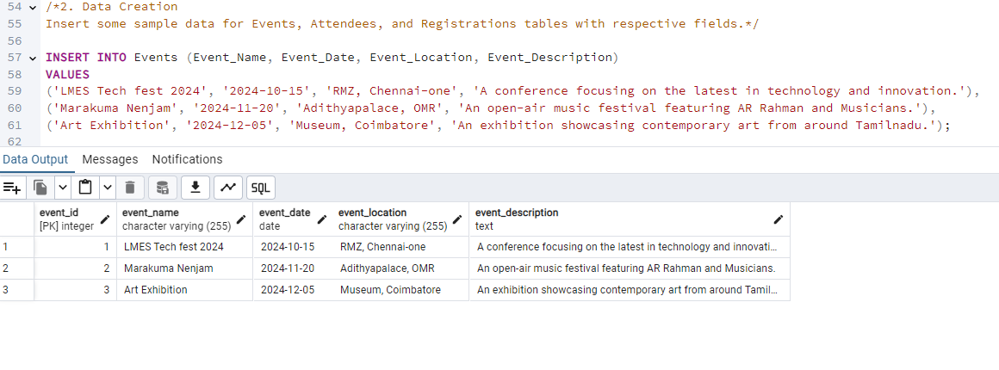 54 /*2. Data Creation
55 Insert some sample data for Events, Attendees, and Registrations tables with respective fields.*/
56
57 INSERT INTO Events (Event_Name, Event_Date, Event_Location, Event_Description)
58 VALUES
59 ('LMES Tech fest 2024', '2024-10-15', 'RMZ, Chennai-one', 'A conference focusing on the latest in technology and innovation.'),
60 ('Marakuma Nenjam', '2024-11-20', 'Adithyapalace, OMR', 'An open-air music festival featuring AR Rahman and Musicians.'),
61 ('Art Exhibition', '2024-12-05', 'Museum, Coimbatore', 'An exhibition showcasing contemporary art from around Tamilnadu.');
62
Data Output Messages Notifications
SQL
event_id event_name event_date event_location event_description
[PK] integer character varying (255) date character varying (255) text
1 1 LMES Tech fest 2024 2024-10-15 RMZ, Chennai-one A conference focusing on the latest in technology and innovati...
2 2 Marakuma Nenjam 2024-11-20 Adithyapalace, OMR An open-air music festival featuring AR Rahman and Musicians.
3 3 Art Exhibition 2024-12-05 Museum, Coimbatore An exhibition showcasing contemporary art from around Tamil...